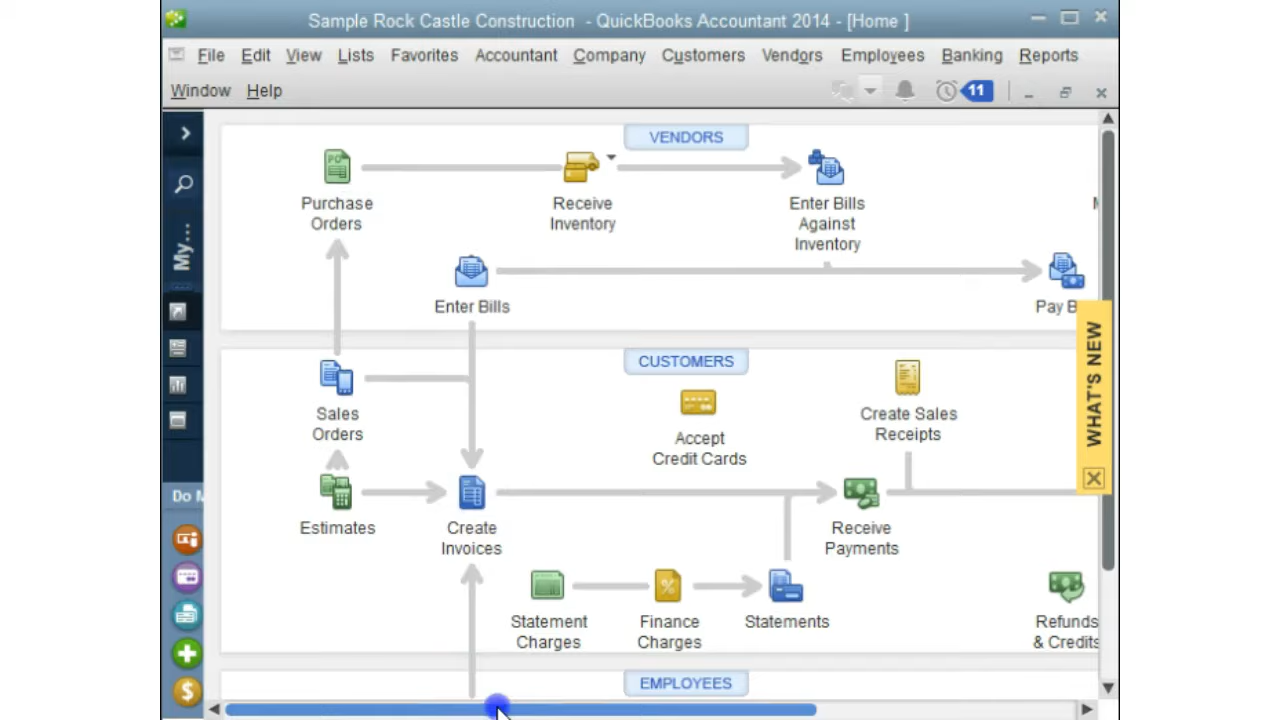 Sample Rock Castle Construction - QuickBooks Accountant 2014 - [Home ]
File Edit View Lists Favorites Accountant Company Customers Vendors Employees Banking Reports
Window Help
11
My...
VENDORS
PO
Purchase
Orders
Receive
Inventory
Enter Bills
Against
Inventory
Enter Bills
Pay B
WHAT'S NEW
CUSTOMERS
Sales
Orders
Accept
Credit Cards
Create Sales
Receipts
Do M
Estimates
Create
Invoices
Receive
Payments
%
Statement
Charges
Finance
Charges
Statements
Refunds
& Credits
$
EMPLOYEES